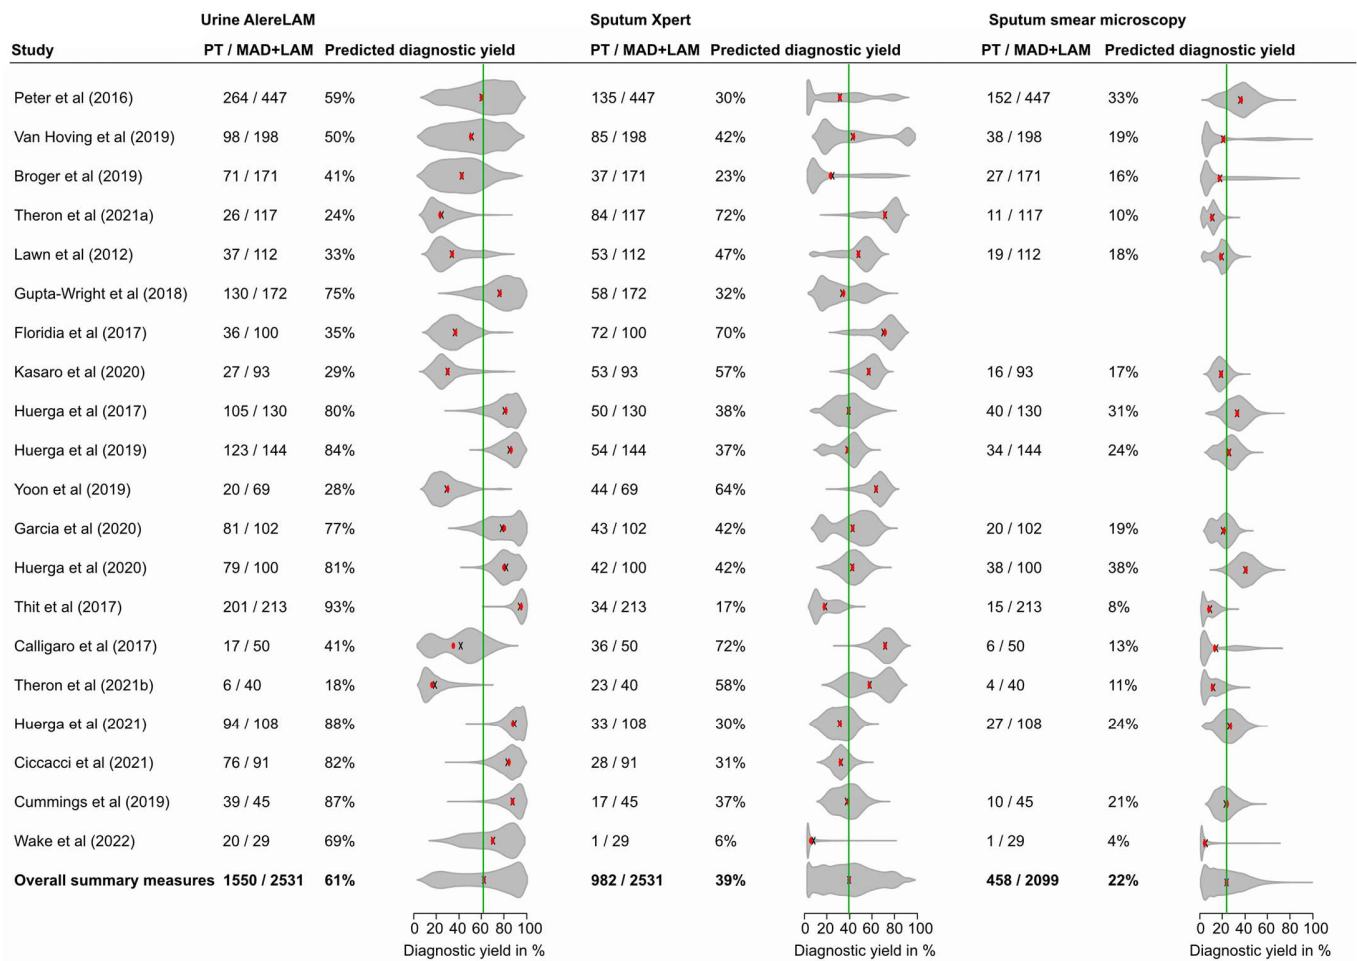 Urine AlereLAM Sputum Xpert Sputum smear microscopy
Study PT / MAD+LAM Predicted diagnostic yield PT / MAD+LAM Predicted diagnostic yield PT / MAD+LAM Predicted diagnostic yield
Peter et al (2016) 264 / 447 59% 135 / 447 30% 152 / 447 33%
Van Hoving et al (2019) 98 / 198 50% 85 / 198 42% 38 / 198 19%
Broger et al (2019) 71 / 171 41% 37 / 171 23% 27 / 171 16%
Theron et al (2021a) 26 / 117 24% 84 / 117 72% 11 / 117 10%
Lawn et al (2012) 37 / 112 33% 53 / 112 47% 19 / 112 18%
Gupta-Wright et al (2018) 130 / 172 75% 58 / 172 32%
Floridia et al (2017) 36 / 100 35% 72 / 100 70%
Kasaro et al (2020) 27 / 93 29% 53 / 93 57% 16 / 93 17%
Huerga et al (2017) 105 / 130 80% 50 / 130 38% 40 / 130 31%
Huerga et al (2019) 123 / 144 84% 54 / 144 37% 34 / 144 24%
Yoon et al (2019) 20 / 69 28% 44 / 69 64%
Garcia et al (2020) 81 / 102 77% 43 / 102 42% 20 / 102 19%
Huerga et al (2020) 79 / 100 81% 42 / 100 42% 38 / 100 38%
Thit et al (2017) 201 / 213 93% 34 / 213 17% 15 / 213 8%
Calligaro et al (2017) 17 / 50 41% 36 / 50 72% 6 / 50 13%
Theron et al (2021b) 6 / 40 18% 23 / 40 58% 4 / 40 11%
Huerga et al (2021) 94 / 108 88% 33 / 108 30% 27 / 108 24%
Ciccacci et al (2021) 76 / 91 82% 28 / 91 31%
Cummings et al (2019) 39 / 45 87% 17 / 45 37% 10 / 45 21%
Wake et al (2022) 20 / 29 69% 1 / 29 6% 1 / 29 4%
Overall summary measures 1550 / 2531 61% 982 / 2531 39% 458 / 2099 22%
0 20 40 60 80 100 0 20 40 60 80 100 0 20 40 60 80 100
Diagnostic yield in % Diagnostic yield in % Diagnostic yield in %